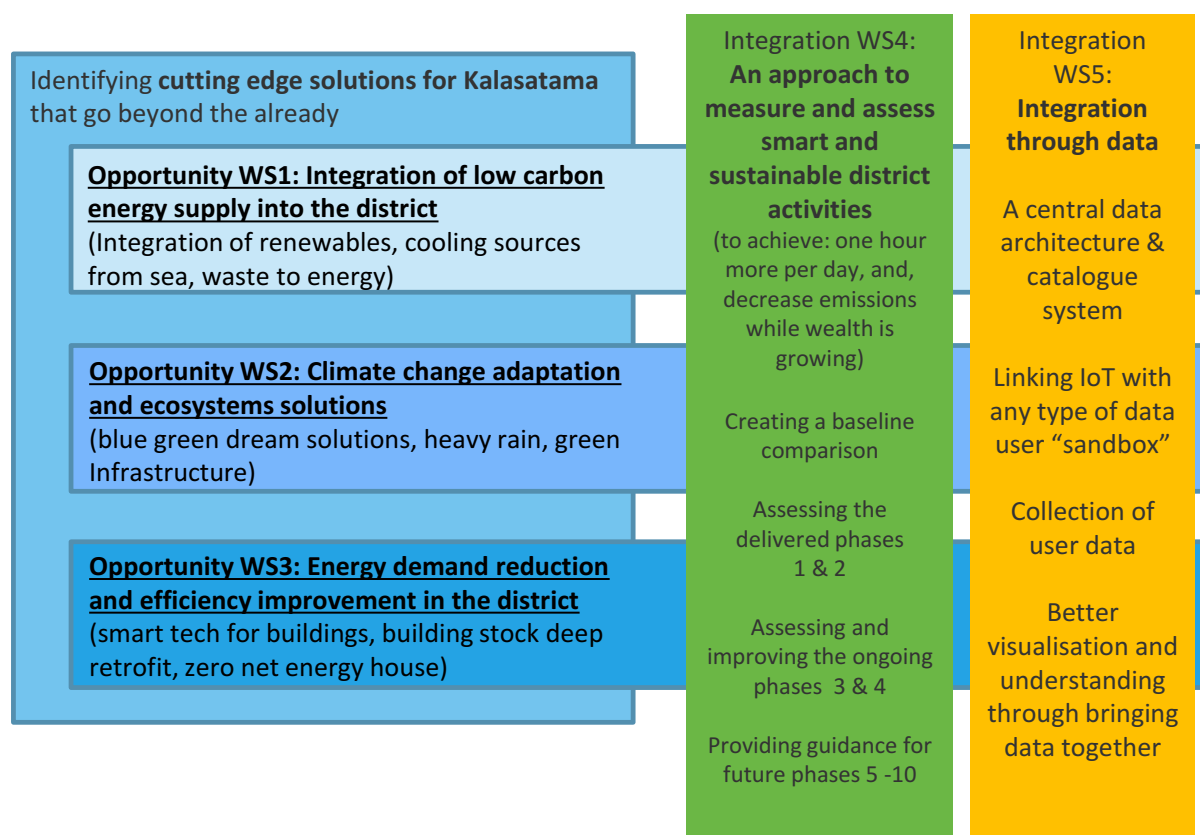 Identifying cutting edge solutions for Kalasatama
that go beyond the already
Opportunity WS1: Integration of low carbon
energy supply into the district
(Integration of renewables, cooling sources
from sea, waste to energy)
Opportunity WS2: Climate change adaptation
and ecosystems solutions
(blue green dream solutions, heavy rain, green
Infrastructure)
Opportunity WS3: Energy demand reduction
and efficiency improvement in the district
(smart tech for buildings, building stock deep
retrofit, zero net energy house)
Integration WS4:
An approach to
measure and assess
smart and
sustainable district
activities
(to achieve: one hour
more per day, and,
decrease emissions
while wealth is
growing)
Creating a baseline
comparison
Assessing the
delivered phases
1 & 2
Assessing and
improving the ongoing
phases 3 & 4
Providing guidance for
future phases 5 -10
Integration
WS5:
Integration
through data
A central data
architecture &
catalogue
system
Linking IoT with
any type of data
user “sandbox”
Collection of
user data
Better
visualisation and
understanding
through bringing
data together